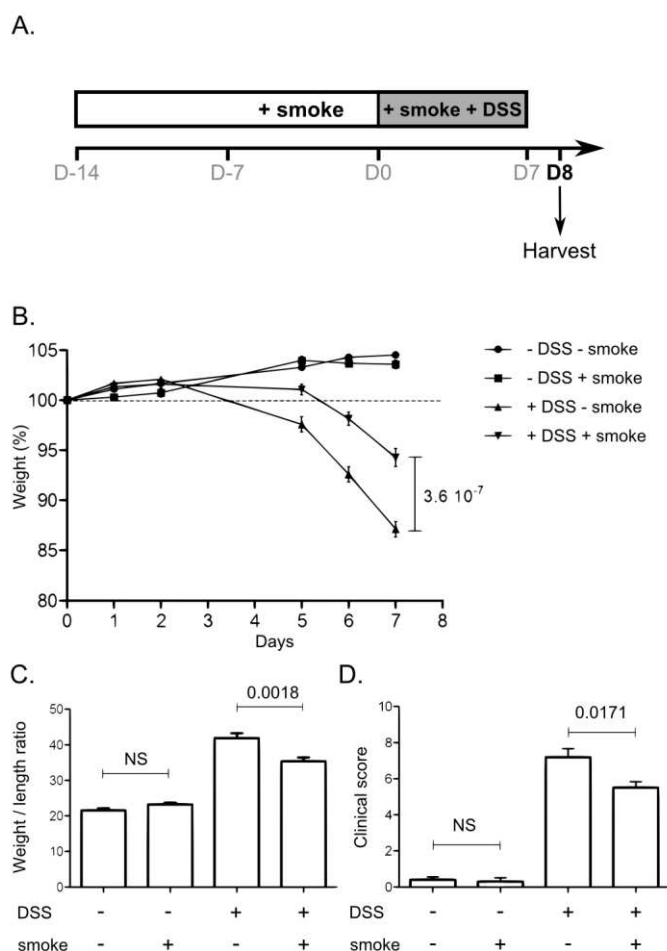 A.
+ smoke + smoke + DSS
D-14 D-7 D0 D7 D8
Harvest
B.
105
100
95
90
85
80
Weight (%)
0 1 2 3 4 5 6 7 8
Days
- DSS - smoke
- DSS + smoke
+ DSS - smoke
+ DSS + smoke
3.6 10-7
C.
50
40
30
20
10
0
Weight / length ratio
NS
0.0018
DSS - - + +
smoke - + - +
D.
10
8
6
4
2
0
Clinical score
NS
0.0171
DSS - - + +
smoke - + - +